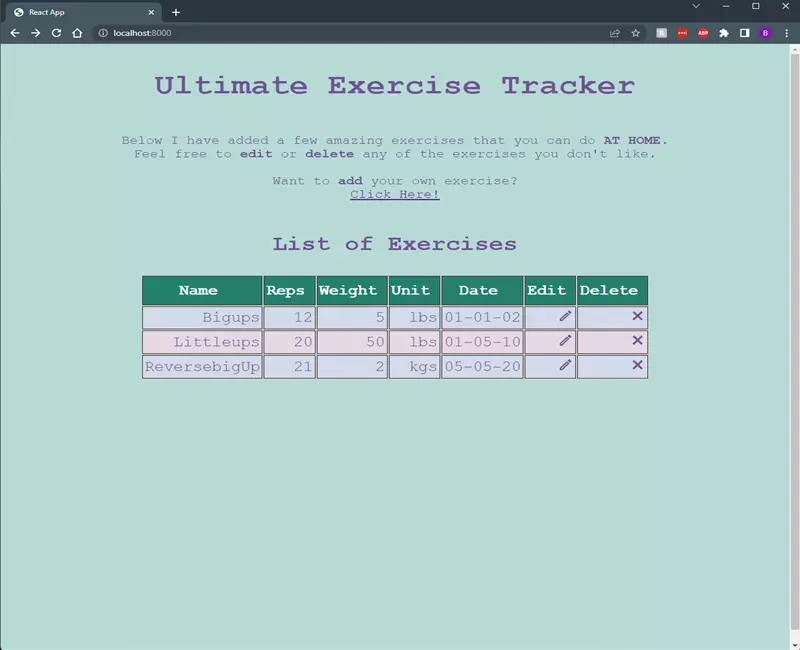 React App
localhost:8000
ABP
B
Ultimate Exercise Tracker
Below I have added a few amazing exercises that you can do AT HOME.
Feel free to edit or delete any of the exercises you don't like.
Want to add your own exercise?
Click Here!
List of Exercises
Name Reps Weight Unit Date Edit Delete
Bigups 12 5 lbs 01-01-02
Littleups 20 50 lbs 01-05-10
ReversebigUp 21 2 kgs 05-05-20